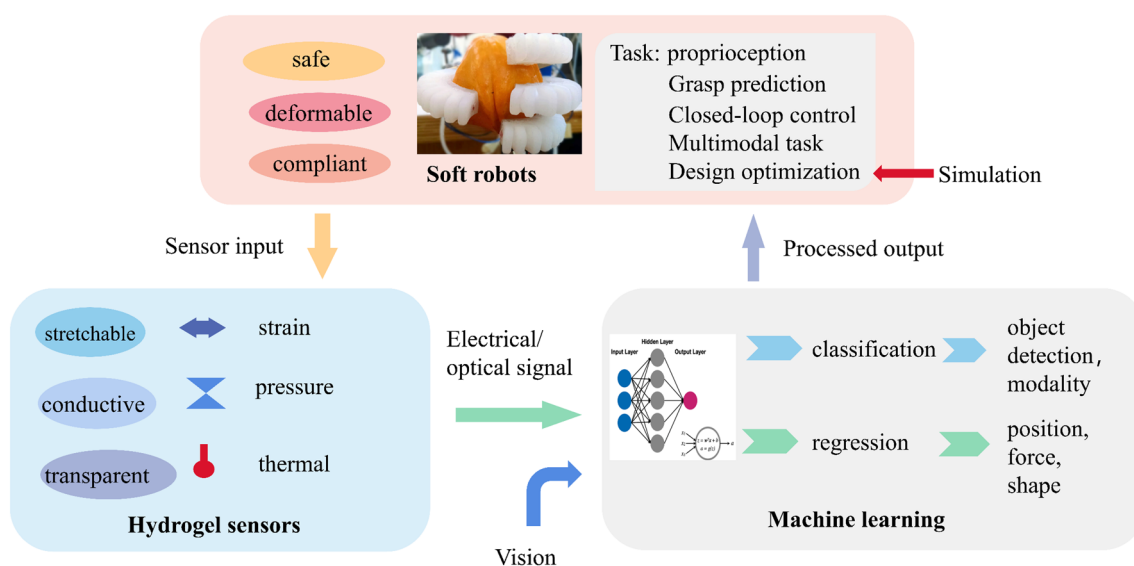 safe
deformable
compliant
Soft robots
Task: proprioception
Grasp prediction
Closed-loop control
Multimodal task
Design optimization
Simulation
Sensor input
Processed output
stretchable
strain
conductive
pressure
transparent
thermal
Hydrogel sensors
Electrical/
optical signal
Vision
Hidden Layer
Input Layer
Output Layer
classification
object
detection,
modality
regression
position,
force,
shape
Machine learning